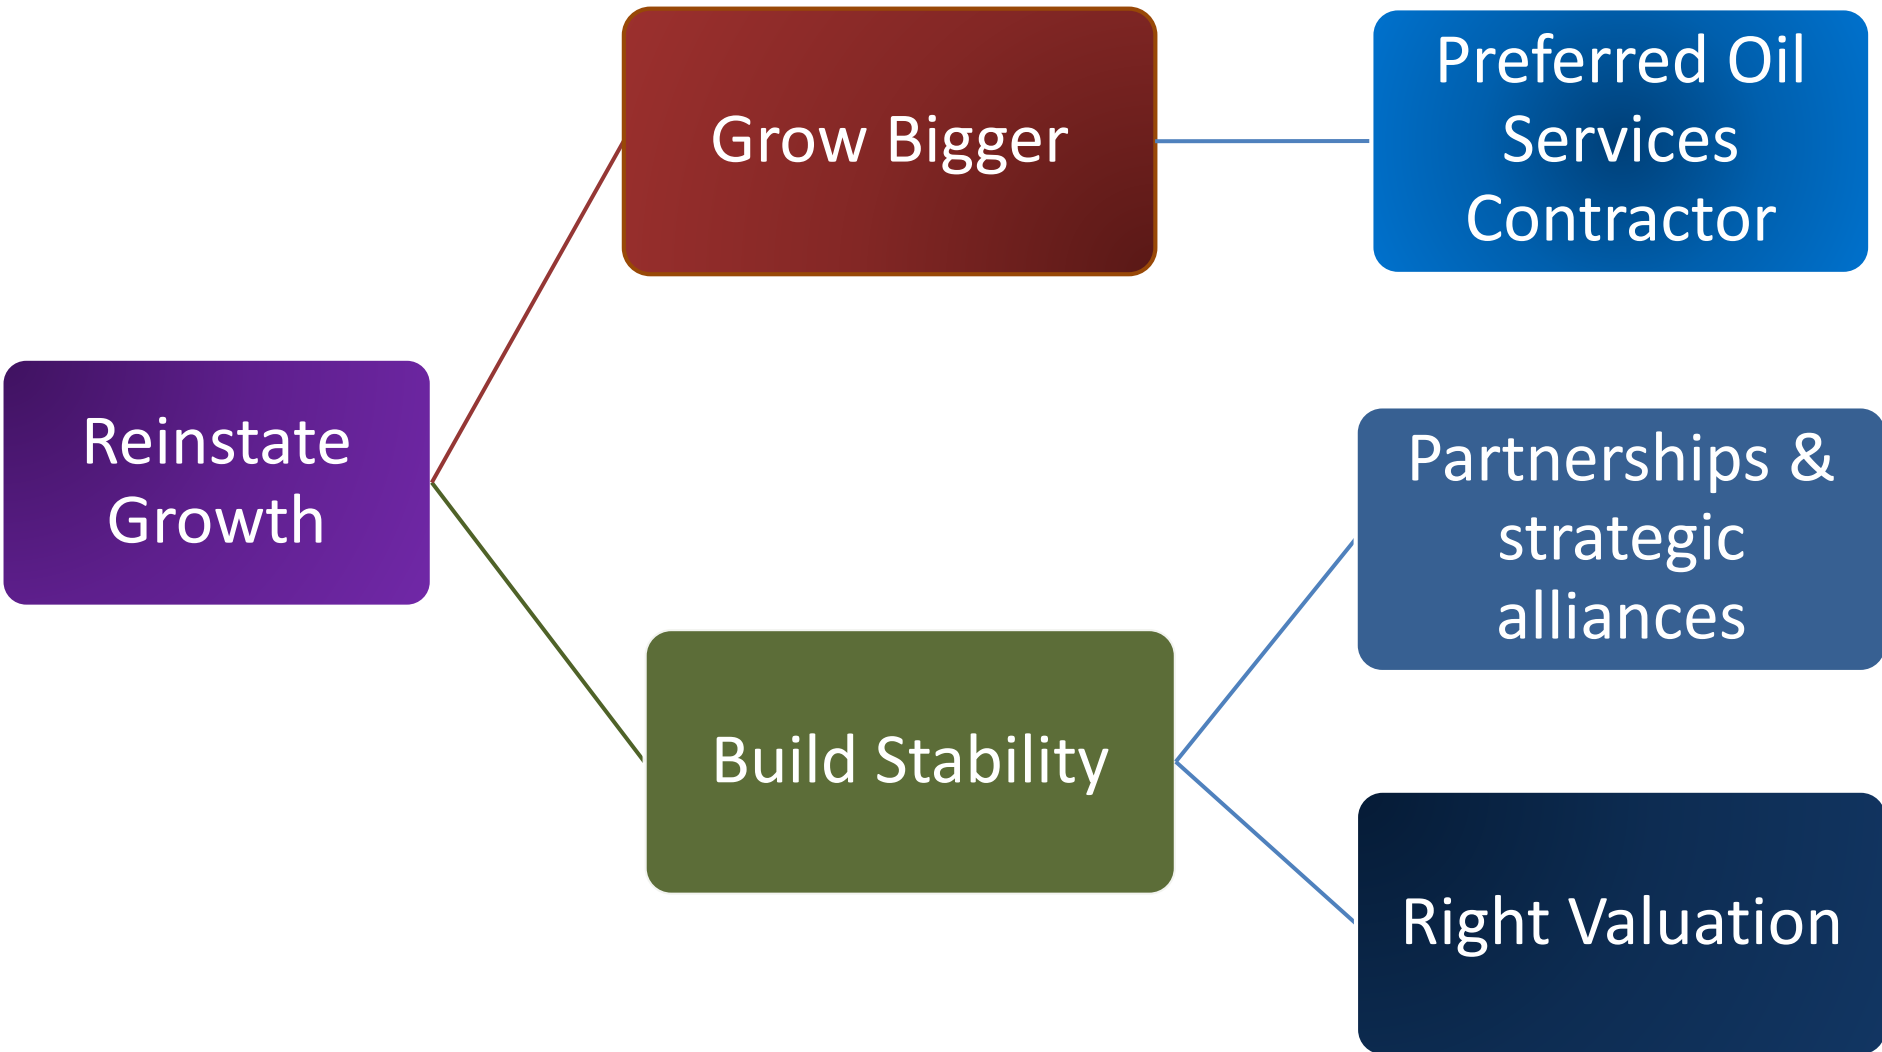 Grow Bigger
Preferred Oil
Services
Contractor
Reinstate
Growth
Partnerships &
strategic
alliances
Build Stability
Right Valuation